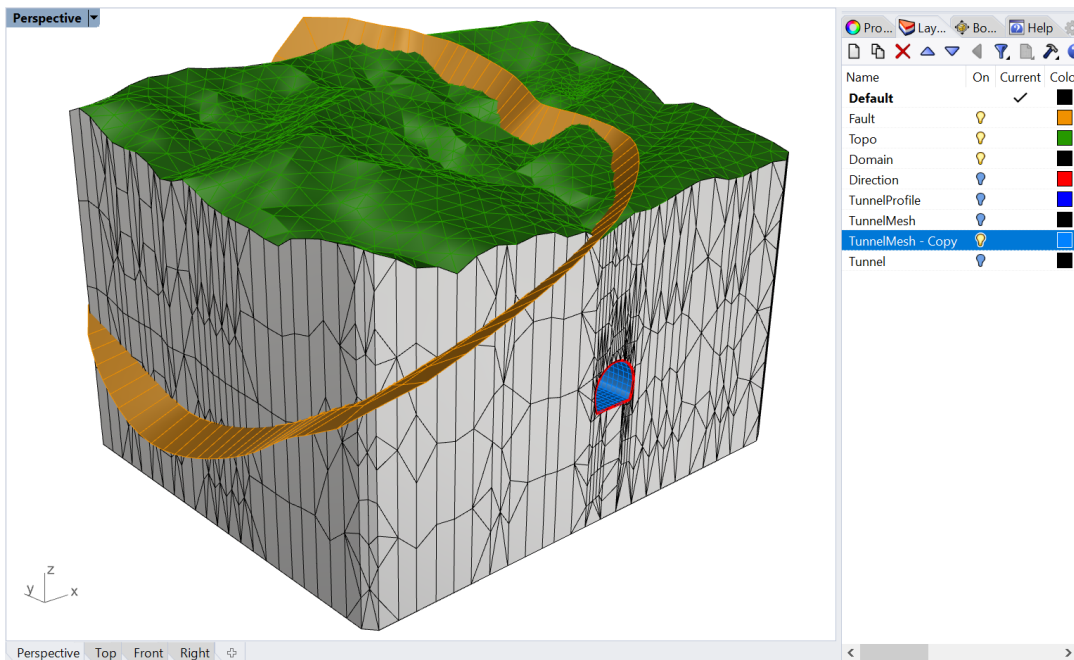 Perspective
Pro... Lay... Bo... Help
Name On Current Colo
Default
Fault
Topo
Domain
Direction
TunnelProfile
TunnelMesh
TunnelMesh - Copy
Tunnel
z
y x
Perspective Top Front Right